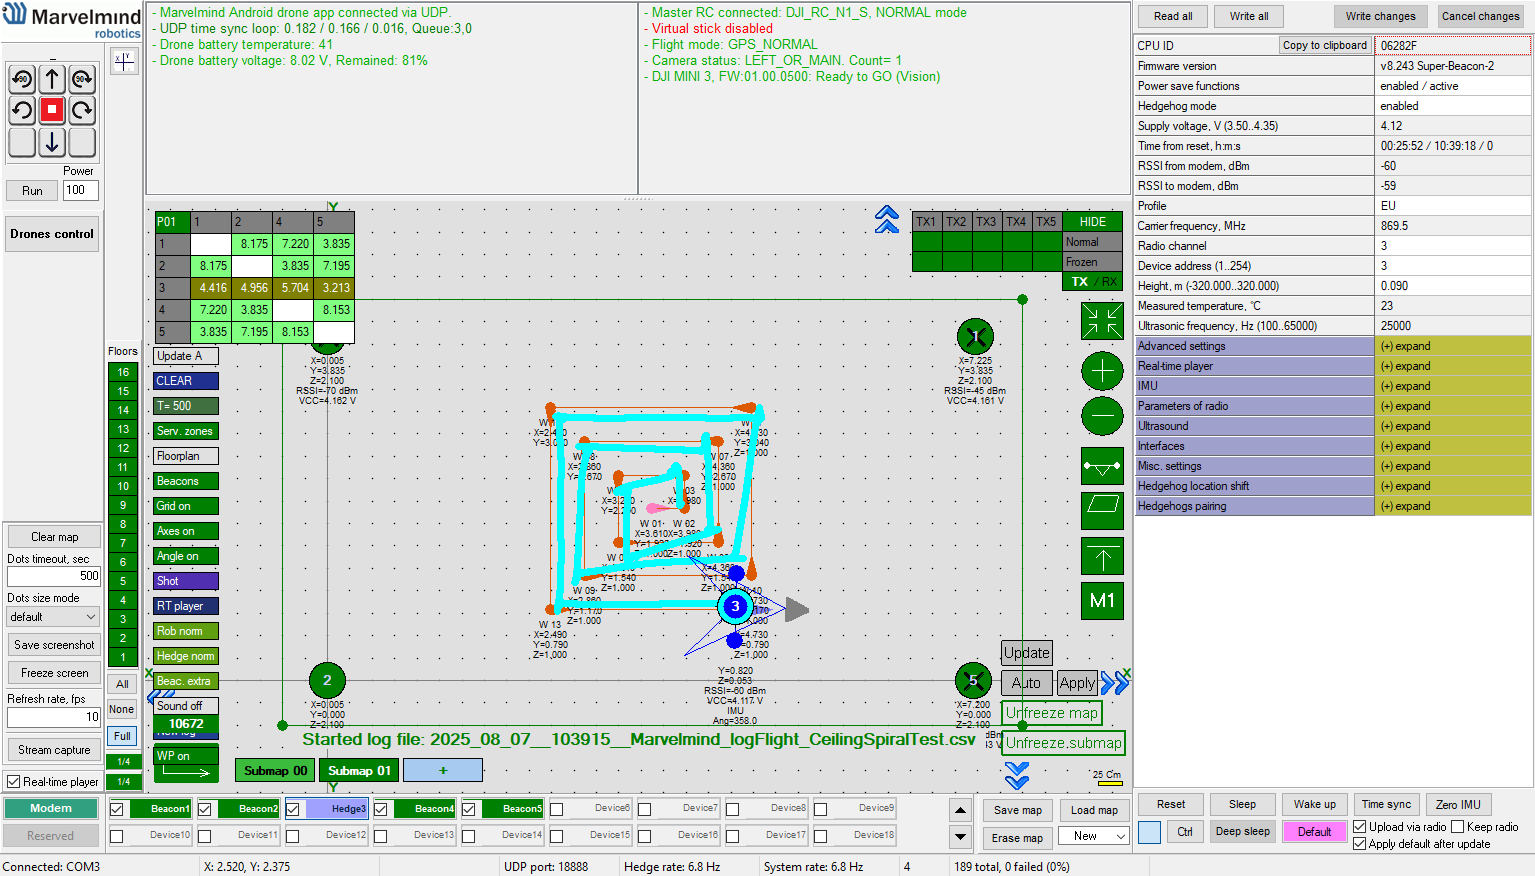 Marvelmind
robotics
- Marvelmind Android drone app connected via UDP.
- UDP time sync loop: 0.182 / 0.166 / 0.016, Queue:3,0
- Drone battery temperature: 41
- Drone battery voltage: 8.02 V, Remained: 81%
- Master RC connected: DJI_RC_N1_S, NORMAL mode
- Virtual stick disabled
- Flight mode: GPS_NORMAL
- Camera status: LEFT_OR_MAIN. Count= 1
- DJI MINI 3, FW:01.00.0500: Ready to GO (Vision)
Read all
Write all
Write changes
Cancel changes
CPU ID
Copy to clipboard
06282F
Firmware version
v8.243 Super-Beacon-2
Power save functions
enabled / active
Hedgehog mode
enabled
Supply voltage, V (3.50..4.35)
4.12
Time from reset, h:m:s
00:25:52 / 10:39:18 / 0
RSSI from modem, dBm
-60
RSSI to modem, dBm
-59
Profile
EU
Carrier frequency, MHz
869.5
Radio channel
3
Device address (1..254)
3
Height, m (-320.000..320.000)
0.090
Measured temperature, °C
23
Ultrasonic frequency, Hz (100..65000)
25000
Advanced settings
(+) expand
Real-time player
(+) expand
IMU
(+) expand
Parameters of radio
(+) expand
Ultrasound
(+) expand
Interfaces
(+) expand
Misc. settings
(+) expand
Hedgehog location shift
(+) expand
Hedgehogs pairing
(+) expand
Power
Run
100
Drones control
Clear map
Dots timeout, sec
500
Dots size mode
default
Save screenshot
Freeze screen
Refresh rate, fps
10
Stream capture
Real-time player
Floors
16
15
14
13
12
11
10
9
8
7
6
5
4
3
2
1
All
None
Full
1/4
1/4
P01 1 2 4 5
1 8.175 7.220 3.835
2 8.175 3.835 7.195
3 4.416 4.956 5.704 3.213
4 7.220 3.835 8.153
5 3.835 7.195 8.153
Update A
CLEAR
T= 500
Serv. zones
Floorplan
Beacons
Grid on
Axes on
Angle on
Shot
RT player
Rob norm
Hedge norm
Beac. extra
Sound off
10672
WP on
Y
X=0.005
Y=3.835
Z=2.100
RSSI=-70 dBm
VCC=4.162 V
TX1 TX2 TX3 TX4 TX5 HIDE
Normal
Frozen
TX / RX
1
X=7.225
Y=3.835
Z=2.100
RSSI=-45 dBm
VCC=4.161 V
W 01
X=3.610
W 02
W 09
W 13
X=2.490
Y=0.790
Z=1.000
3
X=4.730
Y=0.790
Z=1.000
Y=0.820
Z=0.053
RSSI=-60 dBm
VCC=4.117 V
IMU
Ang=358.0
X
2
X=0.005
Y=0.000
Z=2.100
5
X=7.200
Y=0.000
Z=2.100
X
M1
Update
Auto
Apply
Unfreeze map
Unfreeze submap
25 Cm
Started log file: 2025_08_07__103915__Marvelmind_logFlight_CeilingSpiralTest.csv
Submap 00
Submap 01
+
Y
Modem
Reserved
Beacon1
Beacon2
Hedge3
Beacon4
Beacon5
Device6
Device7
Device8
Device9
Device10
Device11
Device12
Device13
Device14
Device15
Device16
Device17
Device18
Save map
Load map
Erase map
New
Reset
Sleep
Wake up
Time sync
Zero IMU
Ctrl
Deep sleep
Default
Upload via radio
Keep radio
Apply default after update
Connected: COM3
X: 2.520, Y: 2.375
UDP port: 18888
Hedge rate: 6.8 Hz
System rate: 6.8 Hz
4
189 total, 0 failed (0%)